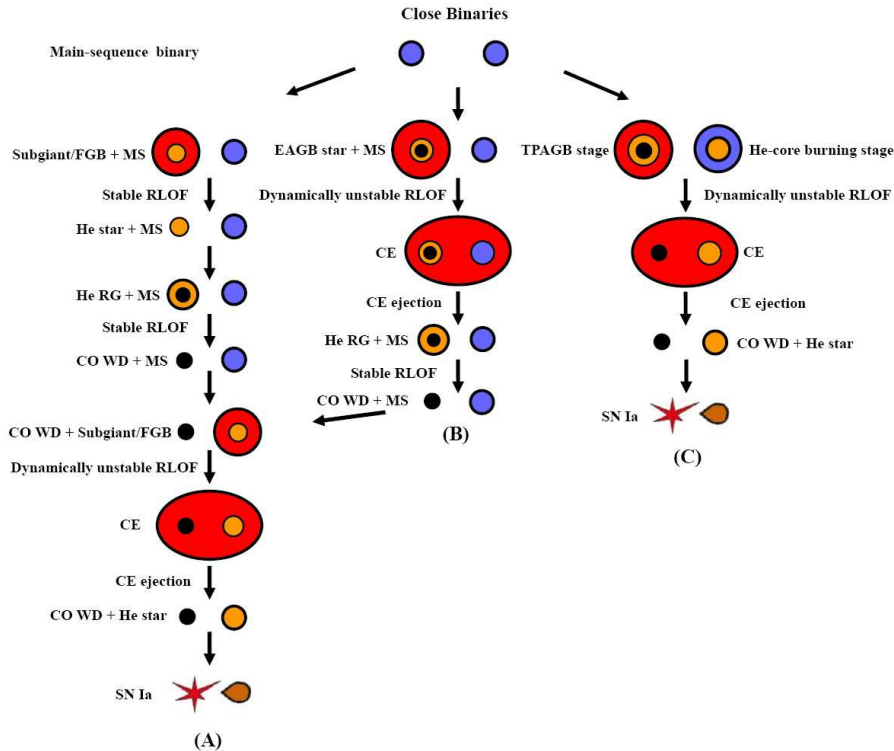 Close Binaries
Main-sequence binary
Subgiant/FGB + MS
Stable RLOF
He star + MS
He RG + MS
Stable RLOF
CO WD + MS
CO WD + Subgiant/FGB
Dynamically unstable RLOF
CE
CE ejection
CO WD + He star
SN Ia
(A)
EAGB star + MS
Dynamically unstable RLOF
CE
CE ejection
He RG + MS
Stable RLOF
CO WD + MS
(B)
TPAGB stage
He-core burning stage
Dynamically unstable RLOF
CE
CE ejection
CO WD + He star
SN Ia
(C)